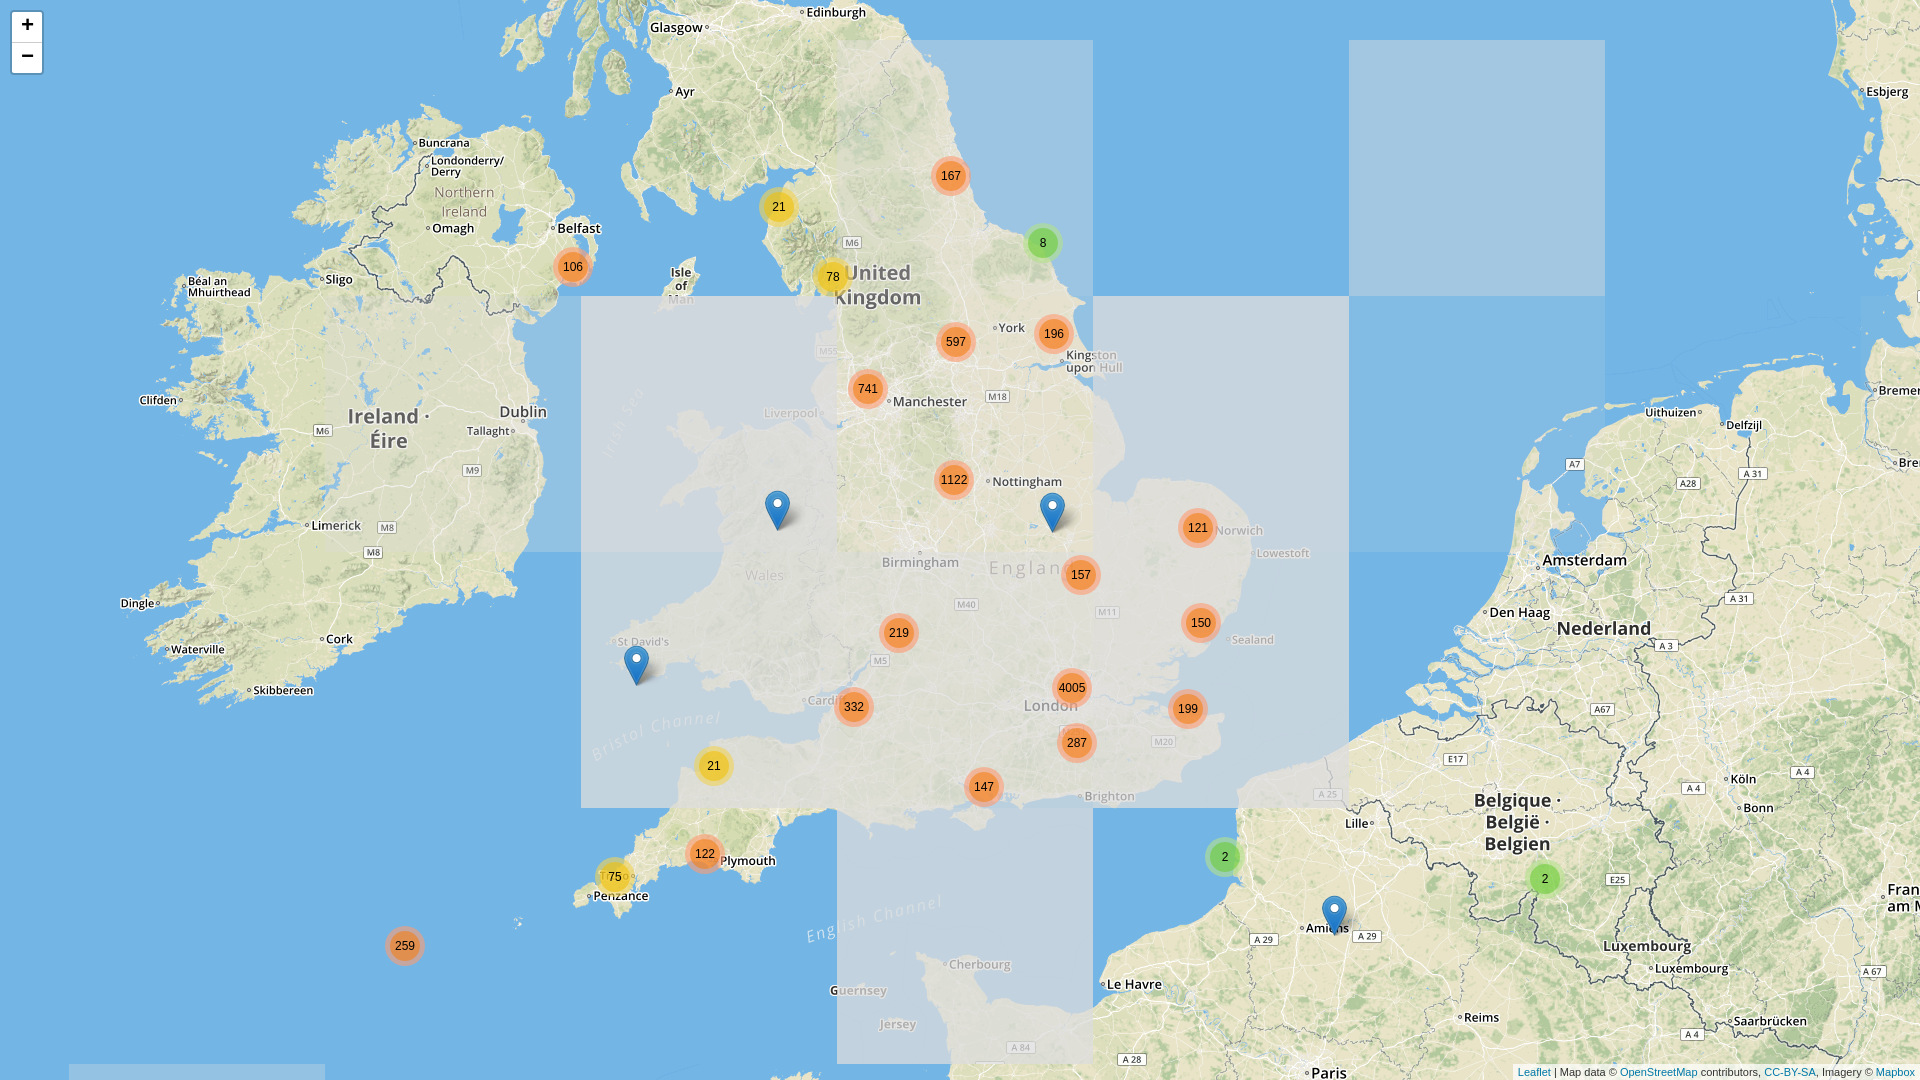 +
−
Glasgow
Edinburgh
Ayr
Esbjerg
Buncrana
Londonderry/
Derry
Northern
Ireland
Omagh
Belfast
167
21
8
106
M6
78
United
Kingdom
Isle
of
Man
Sligo
Béal an
Mhuirthead
York
196
597
Kingston
upon Hull
M55
741
Manchester
M18
Liverpool
Irish Sea
Clifden
Ireland ·
Éire
Dublin
Tallaght
M6
M9
Uithuizen
Delfzijl
Bremer
Bre
A7
A 31
A28
1122
Nottingham
Limerick
M8
M8
121
Norwich
Lowestoft
Birmingham
Englan
157
Wales
Amsterdam
A 31
Dingle
M40
M11
Den Haag
Nederland
150
219
Sealand
St David's
Cork
Waterville
M5
A 3
Skibbereen
4005
London
199
332
Cardiff
Bristol Channel
287
M20
A67
E17
21
147
Brighton
A 25
Köln
A 4
A 4
Bonn
Belgique ·
België ·
Belgien
Lille
122
Plymouth
2
75
Penzance
2
E25
Fran
am M
English Channel
Amiens
A 29
A 29
259
Luxembourg
Luxembourg
Cherbourg
A 67
Le Havre
Guernsey
Jersey
Reims
Saarbrücken
A 4
A 84
A 28
Paris
Leaflet | Map data © OpenStreetMap contributors, CC-BY-SA, Imagery © Mapbox